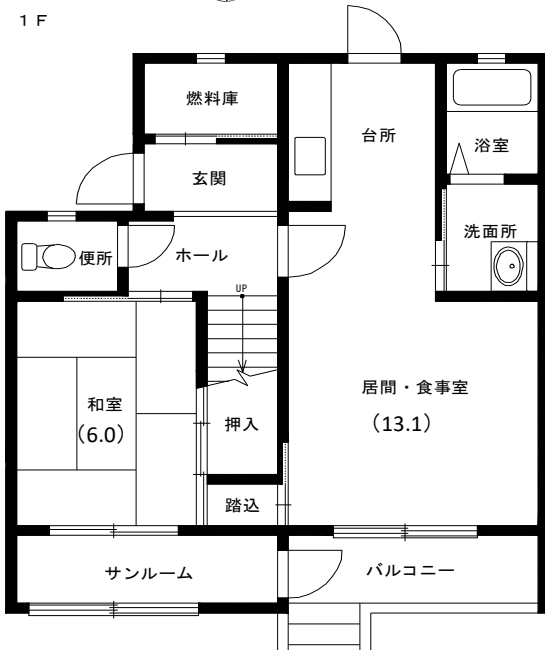 1F
燃料庫
台所
浴室
玄関
洗面所
便所
ホール
UP
居間・食事室
(13.1)
和室
(6.0)
押入
踏込
サンルーム
バルコニー